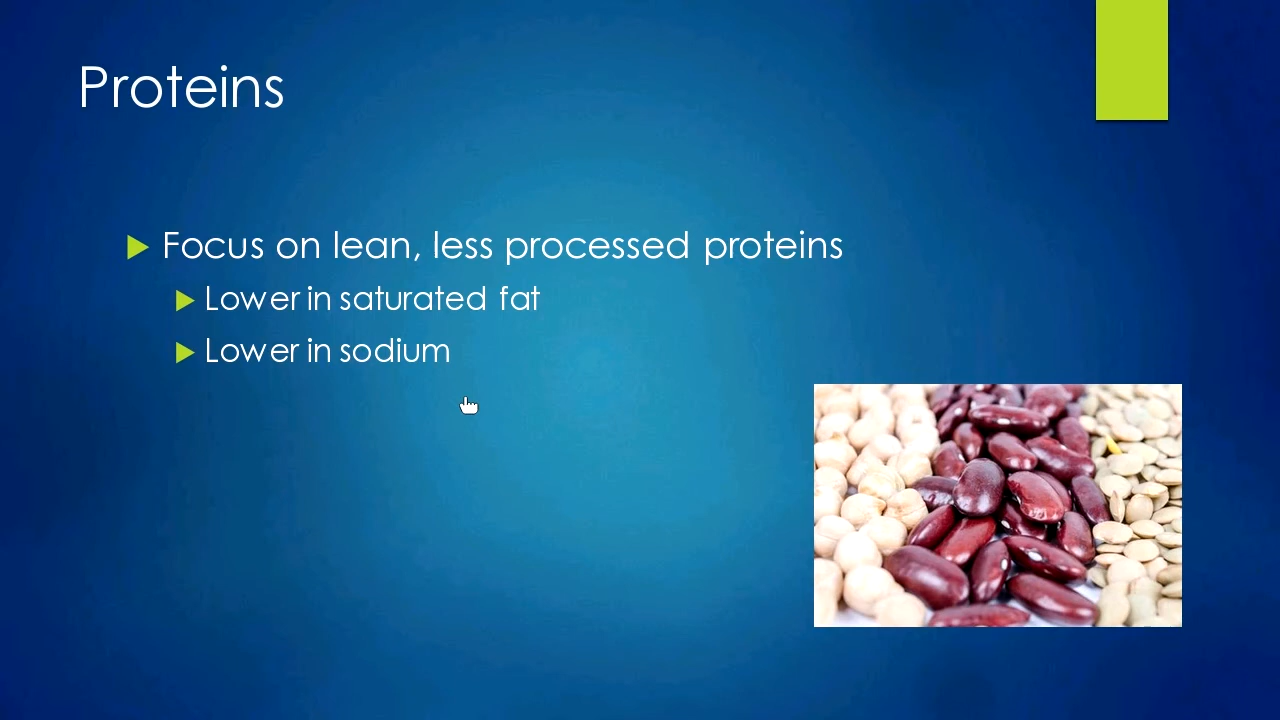 Proteins
Focus on lean, less processed proteins
Lower in saturated fat
Lower in sodium